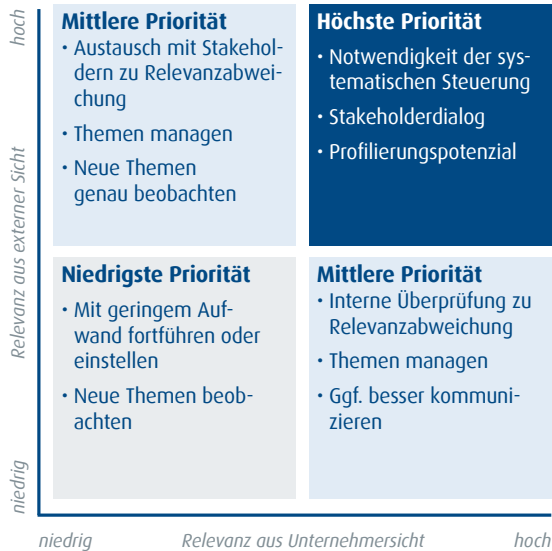 hoch
Relevanz aus externer Sicht
niedrig
Mittlere Priorität
· Austausch mit Stakehol-
dern zu Relevanzabwei-
chung
· Themen managen
· Neue Themen
genau beobachten
Höchste Priorität
· Notwendigkeit der sys-
tematischen Steuerung
· Stakeholderdialog
· Profilierungspotenzial
Niedrigste Priorität
· Mit geringem Auf-
wand fortführen oder
einstellen
· Neue Themen beob-
achten
Mittlere Priorität
· Interne Überprüfung zu
Relevanzabweichung
· Themen managen
· Ggf. besser kommuni-
zieren
niedrig Relevanz aus Unternehmersicht hoch